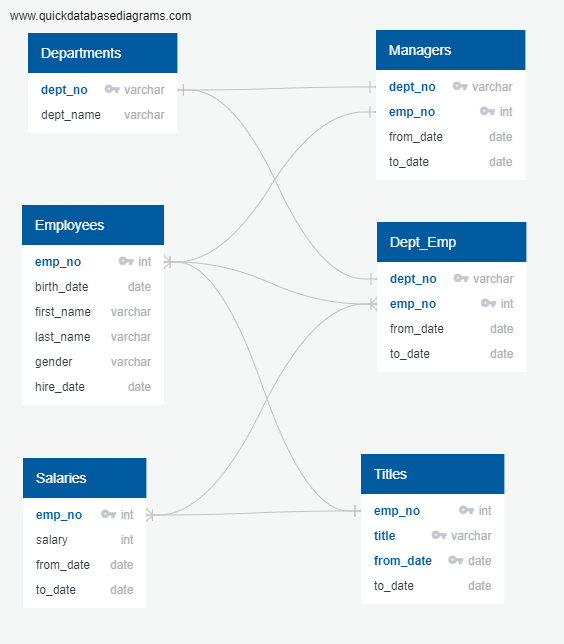 www.quickdatabasediagrams.com
Departments
dept_no varchar
dept_name varchar
Managers
dept_no varchar
emp_no int
from_date date
to_date date
Employees
emp_no int
birth_date date
first_name varchar
last_name varchar
gender varchar
hire_date date
Dept_Emp
dept_no varchar
emp_no int
from_date date
to_date date
Salaries
emp_no int
salary int
from_date date
to_date date
Titles
emp_no int
title varchar
from_date date
to_date date